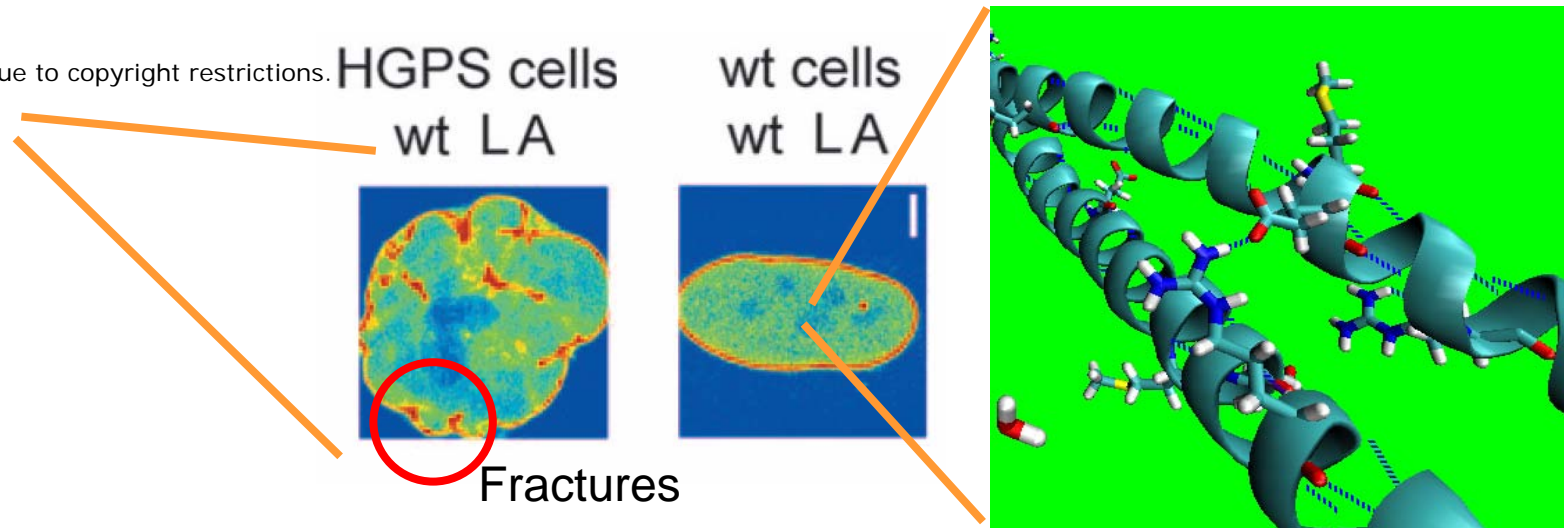 ue to copyright restrictions.
HGPS cells
wt LA
wt cells
wt LA
Fractures